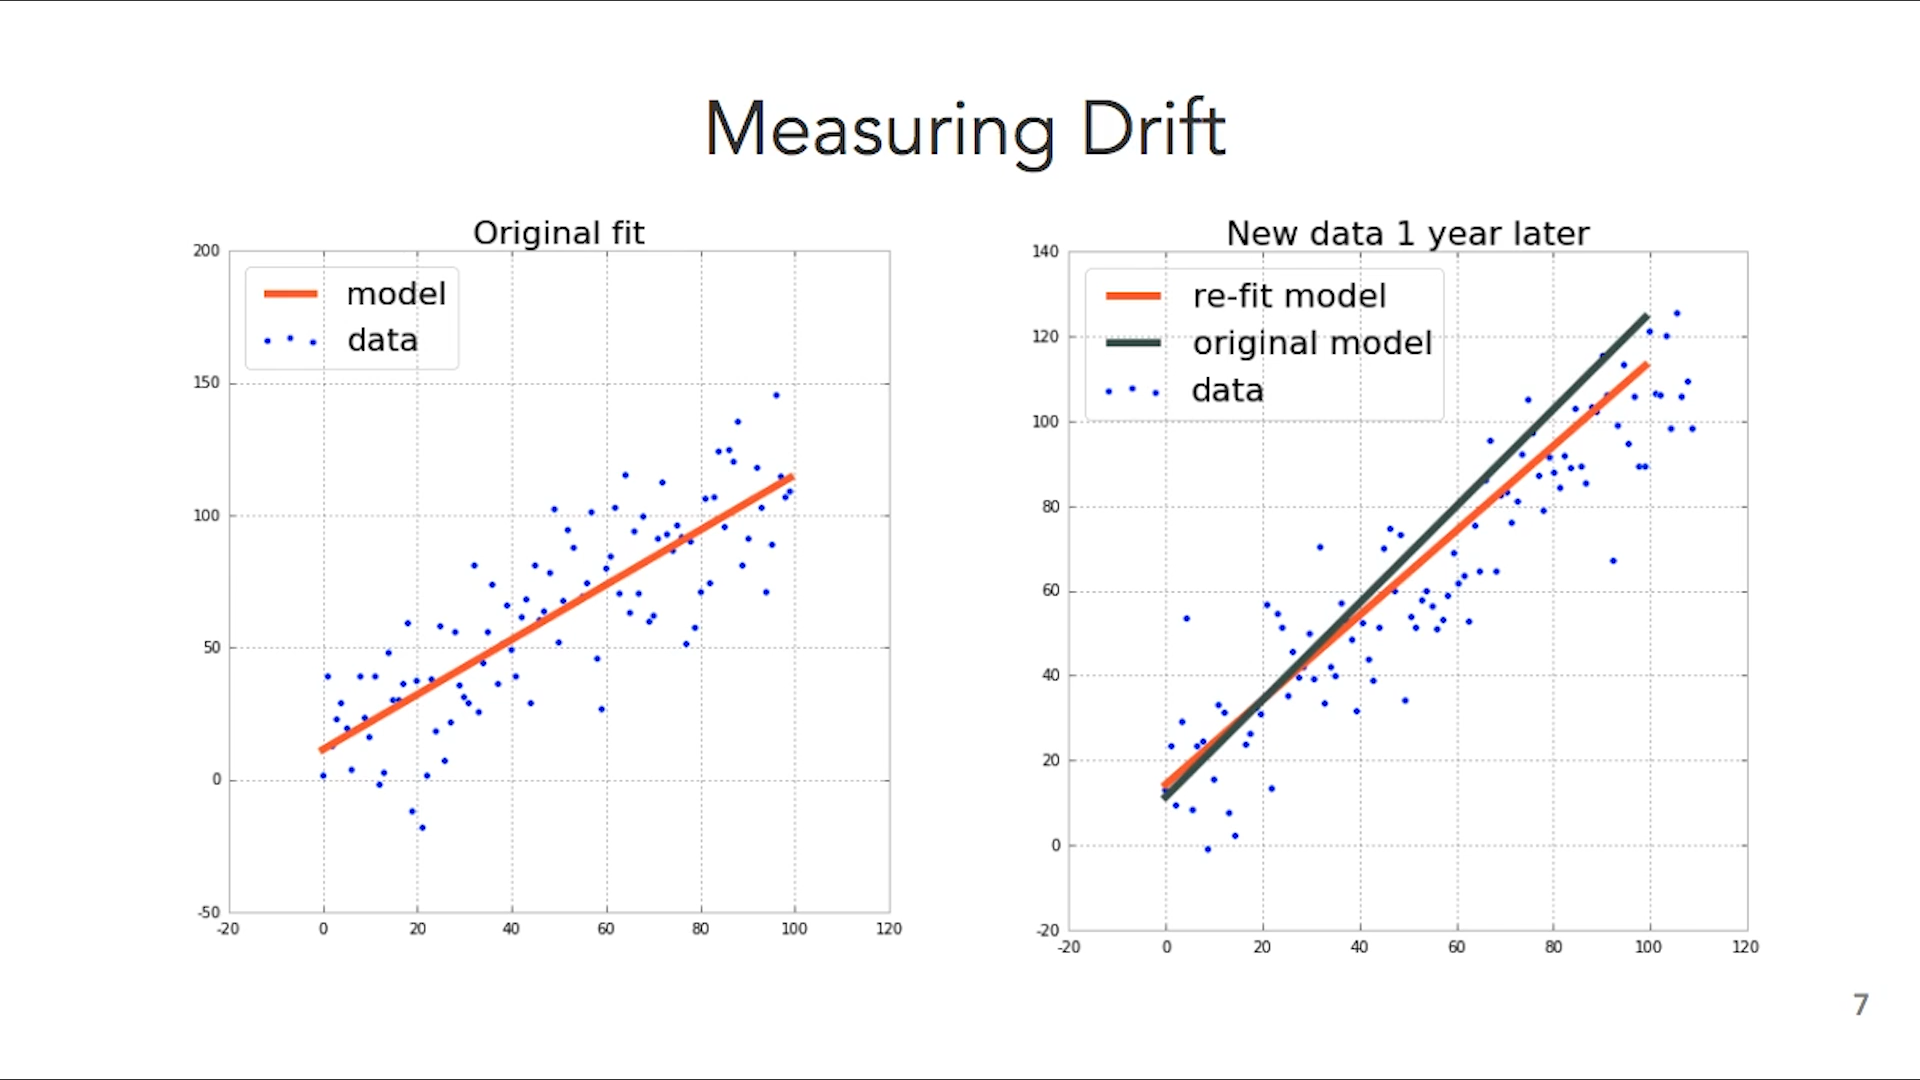 Measuring Drift
Original fit
200
150
100
50
0
-50
-20 0 20 40 60 80 100 120
model
data
New data 1 year later
140
120
100
80
60
40
20
0
-20
-20 0 20 40 60 80 100 120
re-fit model
original model
data
7